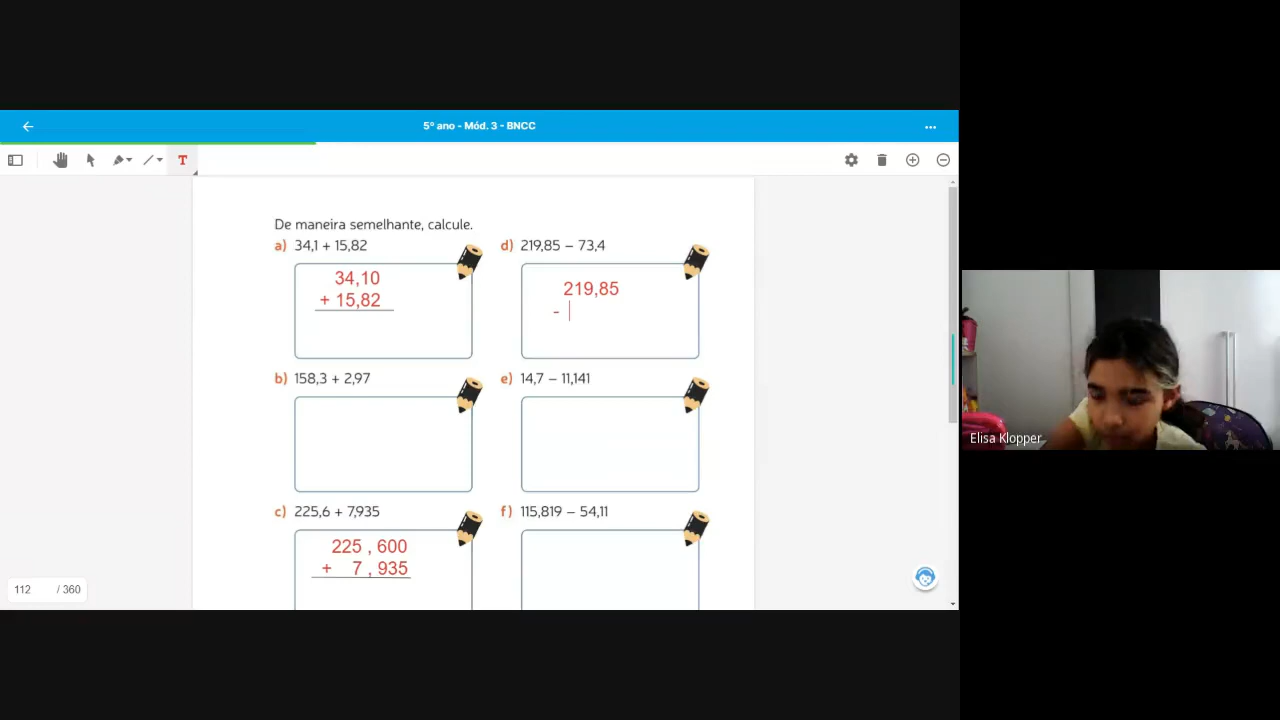 5º ano - Mód. 3 - BNCC
T
De maneira semelhante, calcule.
a) 34,1 + 15,82
34,10
+ 15,82
b) 158,3 + 2,97
c) 225,6 + 7,935
225 , 600
+ 7 , 935
d) 219,85 – 73,4
219,85
-
e) 14,7 – 11,141
f) 115,819 – 54,11
112 / 360
Elisa Klopper